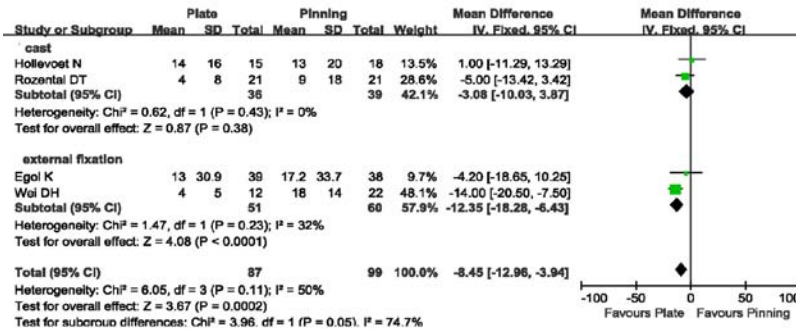 Plate Pinning Mean Difference Mean Difference
Study or Subgroup Mean SD Total Mean SD Total Weight IV. Fixed. 95% CI IV. Fixed. 95% CI
cast
Hollevoet N 14 16 15 13 20 18 13.5% 1.00 [-11.29, 13.29]
Rozental DT 4 8 21 9 18 21 28.6% -5.00 [-13.42, 3.42]
Subtotal (95% CI) 36 39 42.1% -3.08 [-10.03, 3.87]
Heterogeneity: Chi² = 0.62, df = 1 (P = 0.43); I² = 0%
Test for overall effect: Z = 0.87 (P = 0.38)
external fixation
Egol K 13 30.9 39 17.2 33.7 38 9.7% -4.20 [-18.65, 10.25]
Wei DH 4 5 12 18 14 22 48.1% -14.00 [-20.50, -7.50]
Subtotal (95% CI) 51 60 57.9% -12.35 [-18.28, -6.43]
Heterogeneity: Chi² = 1.47, df = 1 (P = 0.23); I² = 32%
Test for overall effect: Z = 4.08 (P < 0.0001)
Total (95% CI) 87 99 100.0% -8.45 [-12.96, -3.94]
Heterogeneity: Chi² = 6.05, df = 3 (P = 0.11); I² = 50%
Test for overall effect: Z = 3.67 (P = 0.0002)
Test for subgroup differences: Chi² = 3.96, df = 1 (P = 0.05), I² = 74.7%
-100 -50 0 50 100
Favours Plate Favours Pinning